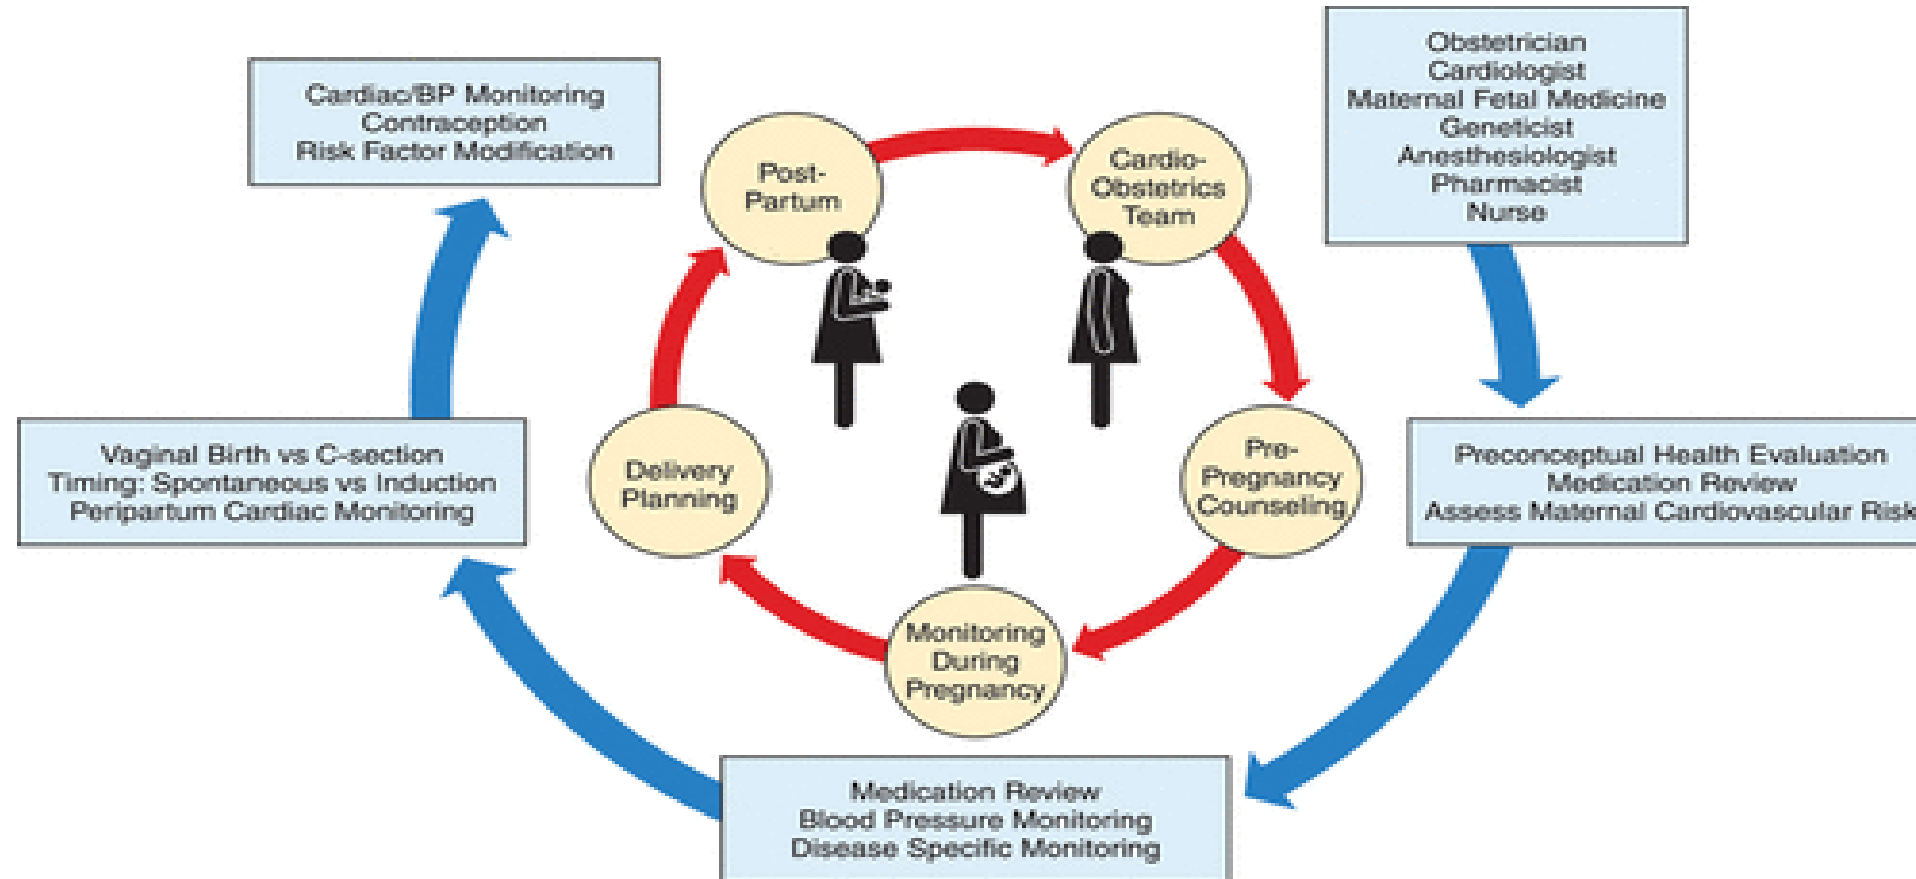 Cardiac/BP Monitoring
Contraception
Risk Factor Modification
Post-
Partum
Cardio-
Obstetrics
Team
Obstetrician
Cardiologist
Maternal Fetal Medicine
Geneticist
Anesthesiologist
Pharmacist
Nurse
Vaginal Birth vs C-section
Timing: Spontaneous vs Induction
Peripartum Cardiac Monitoring
Delivery
Planning
Pre-
Pregnancy
Counseling
Preconceptual Health Evaluation
Medication Review
Assess Maternal Cardiovascular Risk
Monitoring
During
Pregnancy
Medication Review
Blood Pressure Monitoring
Disease Specific Monitoring